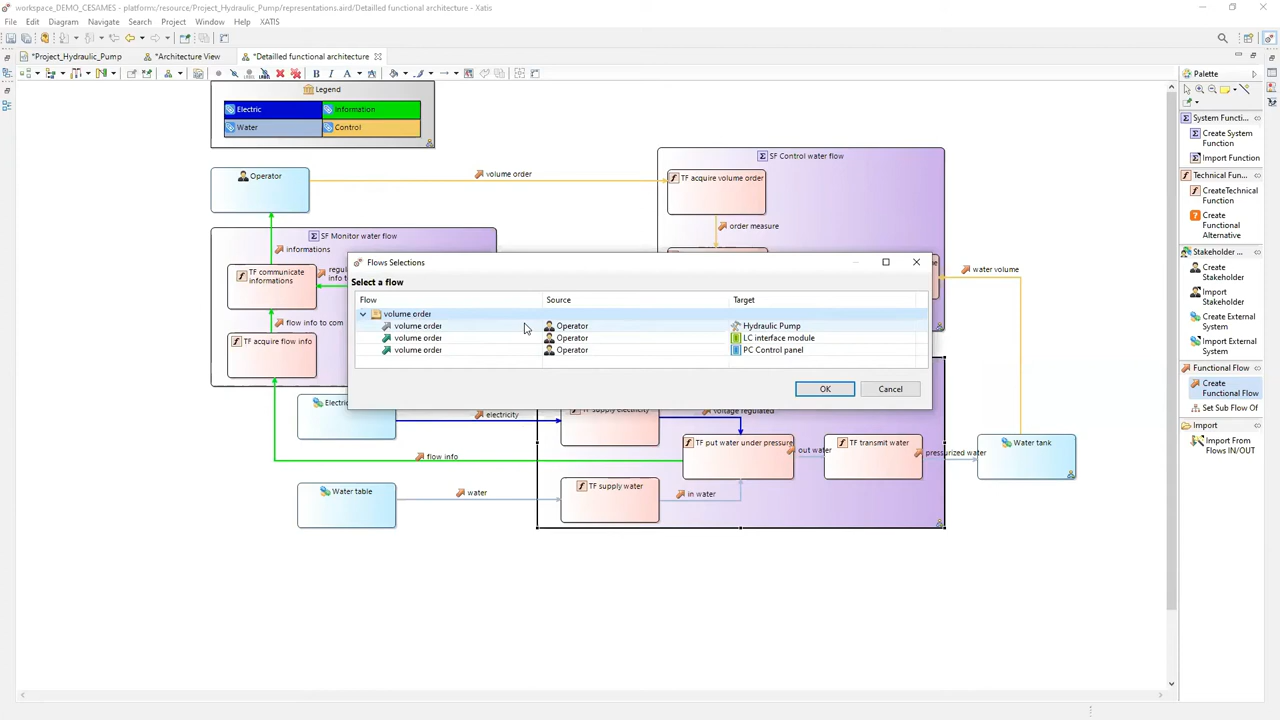 workspace_DEMO_CESAMES - platform:/resource/Project_Hydraulic_Pump/representations.aird/Detailled functional architecture - Xatis
File Edit Diagram Navigate Search Project Window Help XATIS
*Project_Hydraulic_Pump *Architecture View *Detailled functional architecture
Legend
Electric Information
Water Control
Operator
volume order
SF Control water flow
TF acquire volume order
order measure
SF Monitor water flow
informations
TF communicate
informations
regu
info t
water volume
flow info to com
TF acquire flow info
Flows Selections
Select a flow
Flow Source Target
volume order
volume order Operator Hydraulic Pump
volume order Operator LC interface module
volume order Operator PC Control panel
OK Cancel
Electric
electricity
TF supply electricity
voltage regulated
flow info
TF put water under pressure
out water
TF transmit water
pressurized water
Water tank
Water table
water
TF supply water
in water
Palette
System Functio...
Create System
Function
Import Function
Technical Fun...
CreateTechnical
Function
Create
Functional
Alternative
Stakeholder ...
Create
Stakeholder
Import
Stakeholder
Create External
System
Import External
System
Functional Flow
Create
Functional Flow
Set Sub Flow Of
Import
Import From
Flows IN/OUT